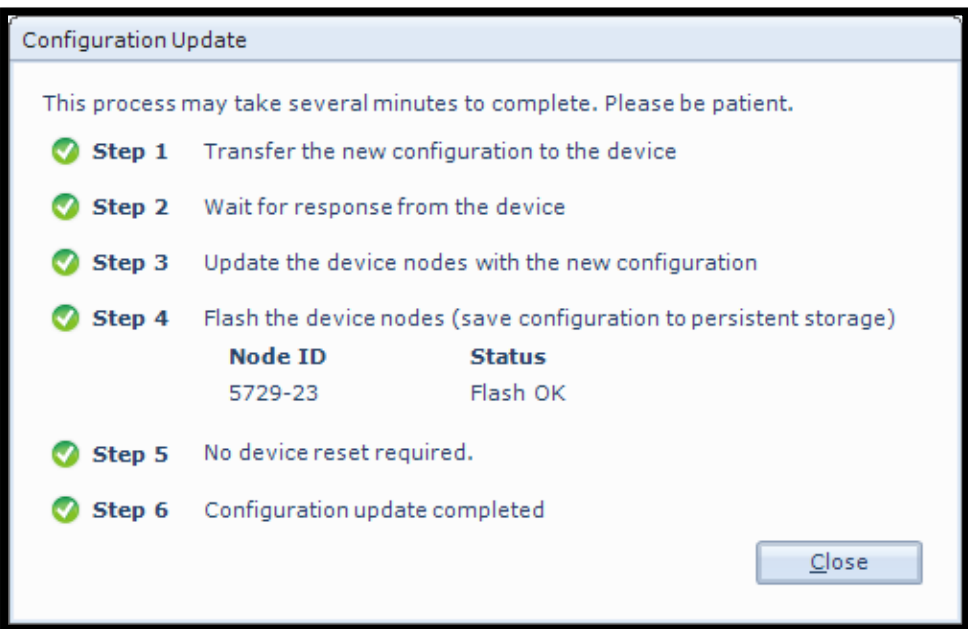 Configuration Update
This process may take several minutes to complete. Please be patient.
Step 1 Transfer the new configuration to the device
Step 2 Wait for response from the device
Step 3 Update the device nodes with the new configuration
Step 4 Flash the device nodes (save configuration to persistent storage)
Node ID Status
5729-23 Flash OK
Step 5 No device reset required.
Step 6 Configuration update completed
Close